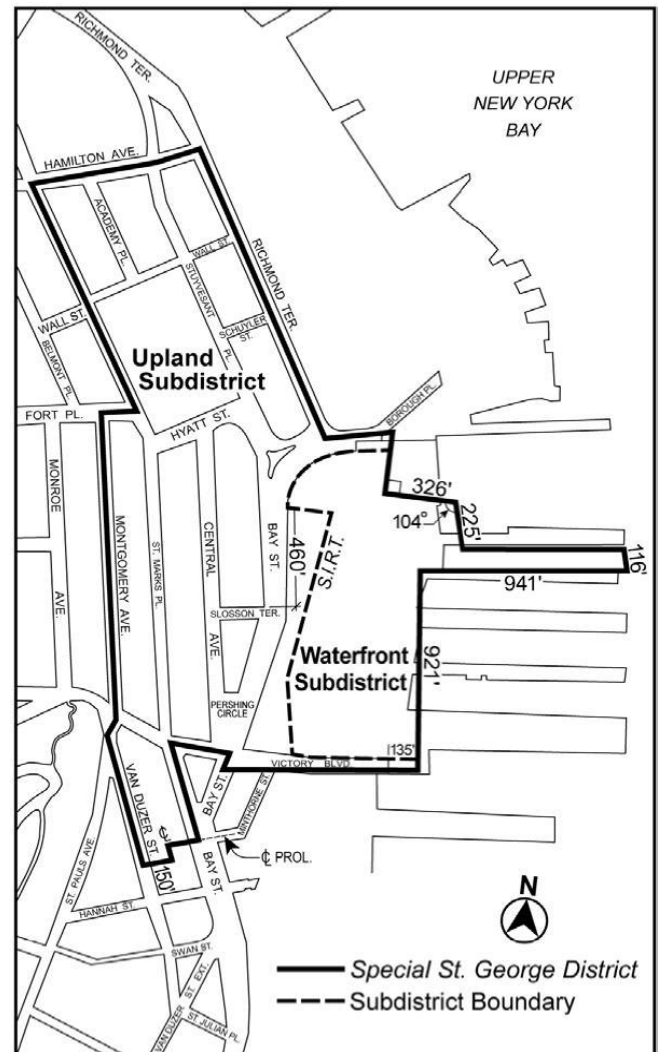 RICHMOND TER.
UPPER
NEW YORK
BAY
HAMILTON AVE.
ACADEMY PL.
WALL ST.
STUYVESANT
PL.
RICHMOND TER.
SCHUYLER
ST.
WALL ST.
BELMONT PL.
Upland
Subdistrict
FORT PL.
HYATT ST.
BOROUGH PL.
326'
104°
225'
116'
941'
MONROE
AVE.
MONTGOMERY AVE.
ST. MARKS PL.
CENTRAL
AVE.
BAY ST.
460'
S.I.R.T.
SLOSSON TER.
Waterfront
Subdistrict
921'
PERSHING
CIRCLE
135'
VICTORY BLVD.
BAY ST.
MINTHORNE ST.
VAN DUZER ST.
℄
150'
℄ PROL.
BAY ST.
ST. PAULS AVE.
HANNAH ST.
SWAN ST.
VAN DUZER
ST. EXT.
ST. JULIAN PL.
N
Special St. George District
Subdistrict Boundary